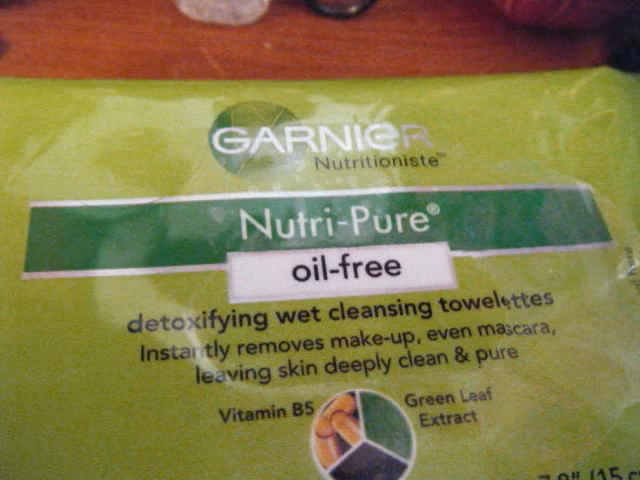 GARNIER
Nutritioniste™
Nutri-Pure®
oil-free
detoxifying wet cleansing towelettes
Instantly removes make-up, even mascara,
leaving skin deeply clean & pure
Vitamin B5
Green Leaf
Extract